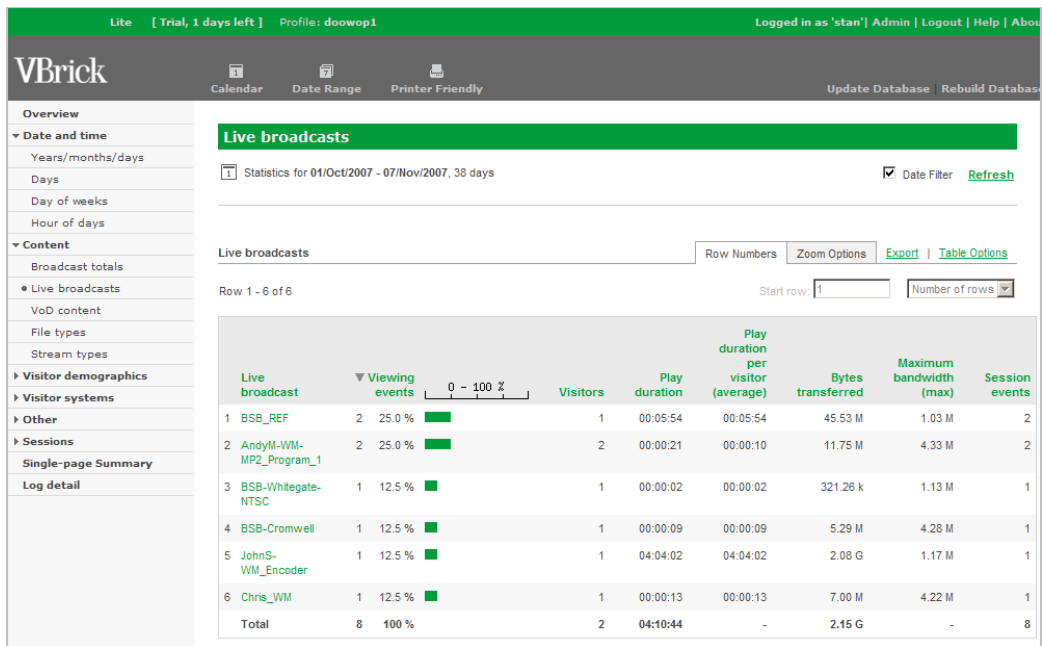 Lite [ Trial, 1 days left ] Profile: doowop1 Logged in as 'stan'| Admin | Logout | Help | Abou
VBrick
1 7
Calendar Date Range Printer Friendly Update Database | Rebuild Database
Overview
Date and time
Years/months/days
Days
Day of weeks
Hour of days
Content
Broadcast totals
Live broadcasts
VoD content
File types
Stream types
Visitor demographics
Visitor systems
Other
Sessions
Single-page Summary
Log detail
Live broadcasts
1 Statistics for 01/Oct/2007 - 07/Nov/2007, 38 days Date Filter Refresh
Live broadcasts Row Numbers Zoom Options Export | Table Options
Row 1 - 6 of 6 Start row: 1 Number of rows
Live broadcast Viewing events 0 - 100 % Visitors Play duration Play duration per visitor (average) Bytes transferred Maximum bandwidth (max) Session events
1 BSB_REF 2 25.0 % 1 00:05:54 00:05:54 45.53 M 1.03 M 2
2 AndyM-WM- 2 25.0 % 2 00:00:21 00:00:10 11.75 M 4.33 M 2
MP2_Program_1
3 BSB-Whitegate- 1 12.5 % 1 00:00:02 00:00:02 321.26 k 1.13 M 1
NTSC
4 BSB-Cromwell 1 12.5 % 1 00:00:09 00:00:09 5.29 M 4.28 M 1
5 JohnS- 1 12.5 % 1 04:04:02 04:04:02 2.08 G 1.17 M 1
WM_Encoder
6 Chris_WM 1 12.5 % 1 00:00:13 00:00:13 7.00 M 4.22 M 1
Total 8 100 % 2 04:10:44 - 2.15 G - 8